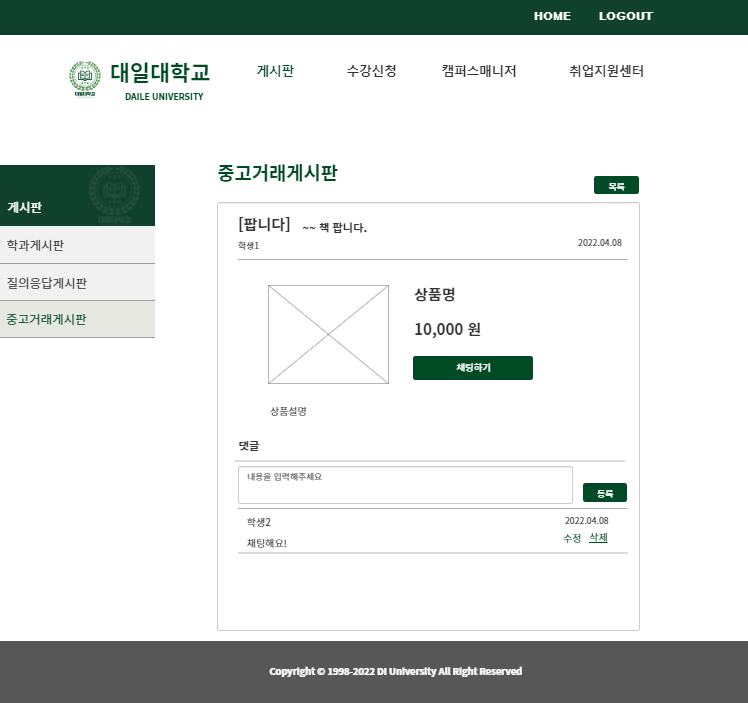 HOME LOGOUT
대일대학교
DAILE UNIVERSITY
게시판 수강신청 캠퍼스매니저 취업지원센터
게시판
학과게시판
질의응답게시판
중고거래게시판
중고거래게시판
목록
[팝니다] ~~ 책 팝니다.
학생1 2022.04.08
상품명
10,000 원
채팅하기
상품설명
댓글
내용을 입력해주세요
등록
학생2 2022.04.08
채팅해요! 수정 삭제
Copyright © 1998-2022 DI University All Right Reserved